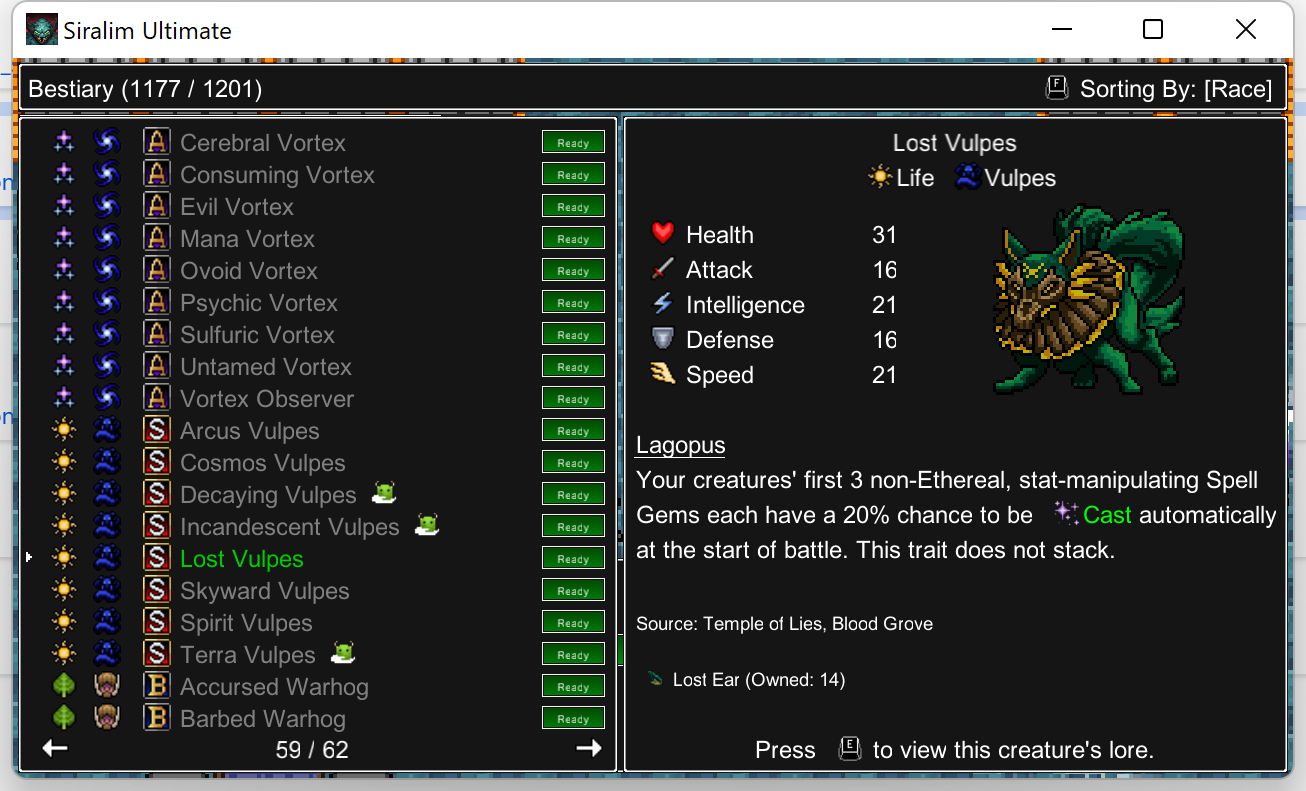 Siralim Ultimate
Bestiary (1177 / 1201)
F Sorting By: [Race]
A Cerebral Vortex Ready
A Consuming Vortex Ready
A Evil Vortex Ready
A Mana Vortex Ready
A Ovoid Vortex Ready
A Psychic Vortex Ready
A Sulfuric Vortex Ready
A Untamed Vortex Ready
A Vortex Observer Ready
S Arcus Vulpes Ready
S Cosmos Vulpes Ready
S Decaying Vulpes Ready
S Incandescent Vulpes Ready
S Lost Vulpes Ready
S Skyward Vulpes Ready
S Spirit Vulpes Ready
S Terra Vulpes Ready
B Accursed Warhog Ready
B Barbed Warhog Ready
59 / 62
Lost Vulpes
Life Vulpes
Health 31
Attack 16
Intelligence 21
Defense 16
Speed 21
Lagopus
Your creatures' first 3 non-Ethereal, stat-manipulating Spell
Gems each have a 20% chance to be Cast automatically
at the start of battle. This trait does not stack.
Source: Temple of Lies, Blood Grove
Lost Ear (Owned: 14)
Press E to view this creature's lore.